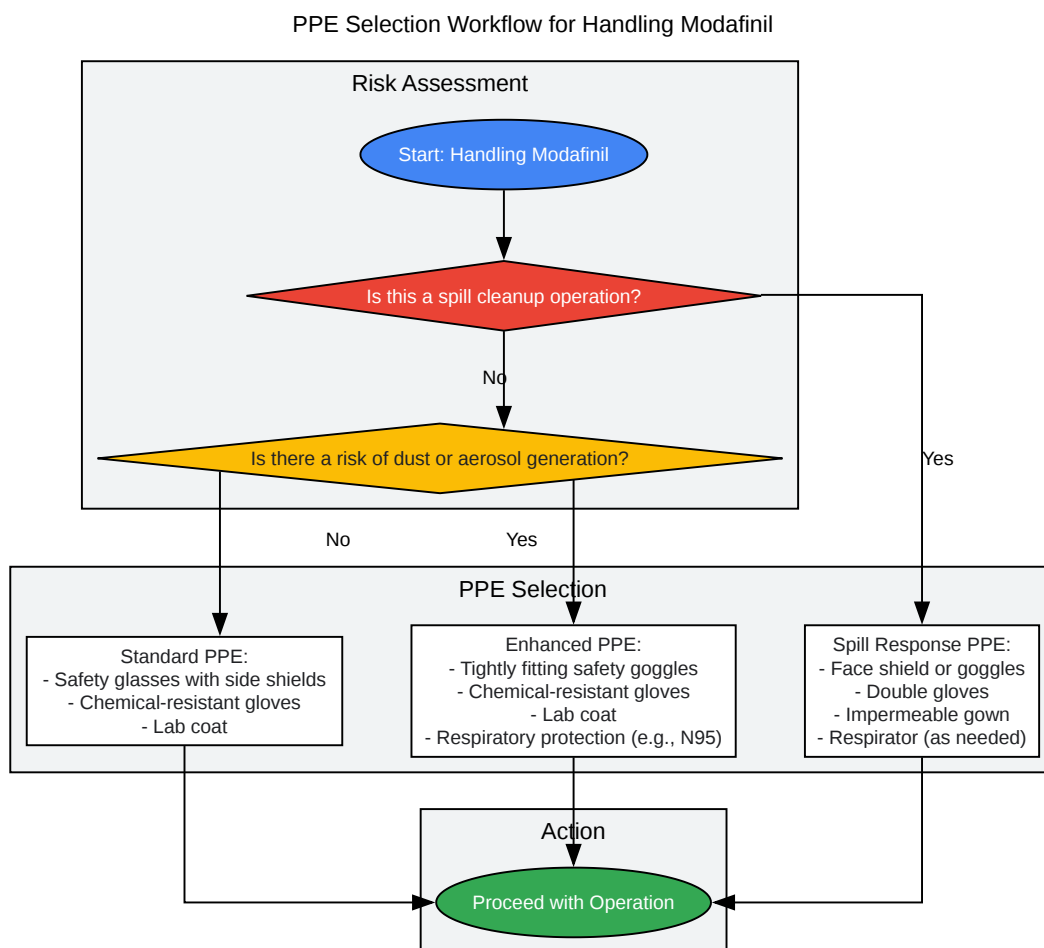 PPE Selection Workflow for Handling Modafinil
Risk Assessment
Start: Handling Modafinil
Is this a spill cleanup operation?
No
Is there a risk of dust or aerosol generation?
Yes
No
Yes
PPE Selection
Standard PPE:
- Safety glasses with side shields
- Chemical-resistant gloves
- Lab coat
Enhanced PPE:
- Tightly fitting safety goggles
- Chemical-resistant gloves
- Lab coat
- Respiratory protection (e.g., N95)
Spill Response PPE:
- Face shield or goggles
- Double gloves
- Impermeable gown
- Respirator (as needed)
Action
Proceed with Operation